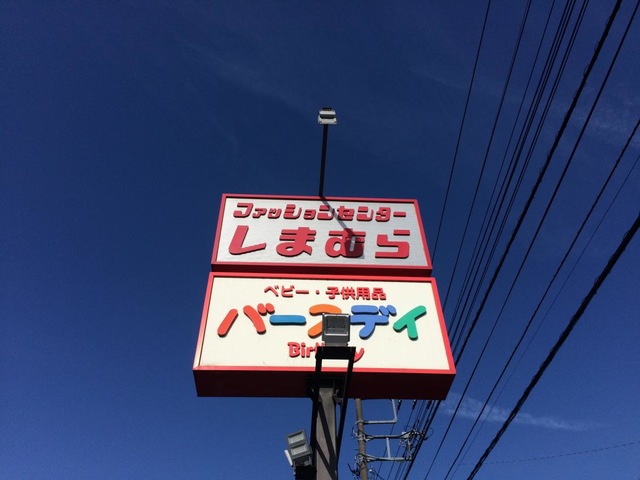 ファッションセンター
しまむら
ベビー・子供用品
バースデイ